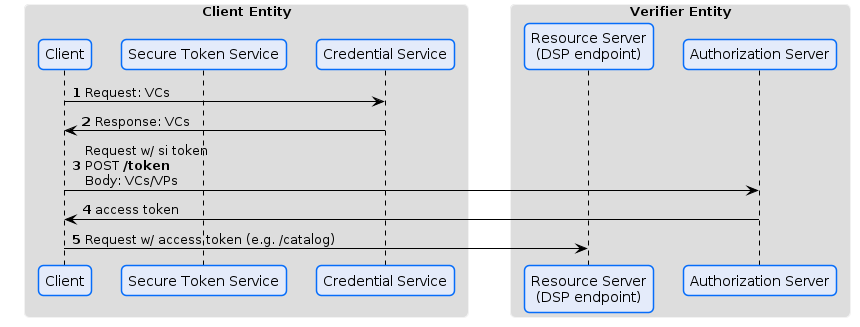 Client Entity
Verifier Entity
Client
Secure Token Service
Credential Service
Resource Server
(DSP endpoint)
Authorization Server
1 Request: VCs
2 Response: VCs
Request w/ si token
3 POST /token
Body: VCs/VPs
4 access token
5 Request w/ access token (e.g. /catalog)
Client
Secure Token Service
Credential Service
Resource Server
(DSP endpoint)
Authorization Server